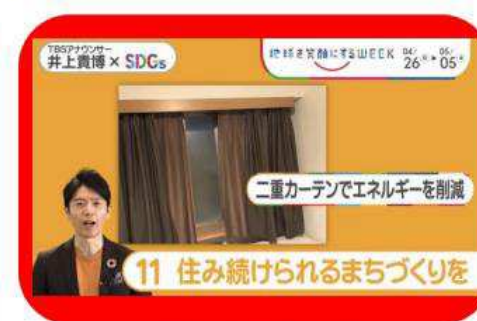 TBSアナウンサー
井上貴博 × SDGs
地球を笑顔にするWEEK 04/26 05/05
二重カーテンでエネルギーを削減
11 住み続けられるまちづくりを